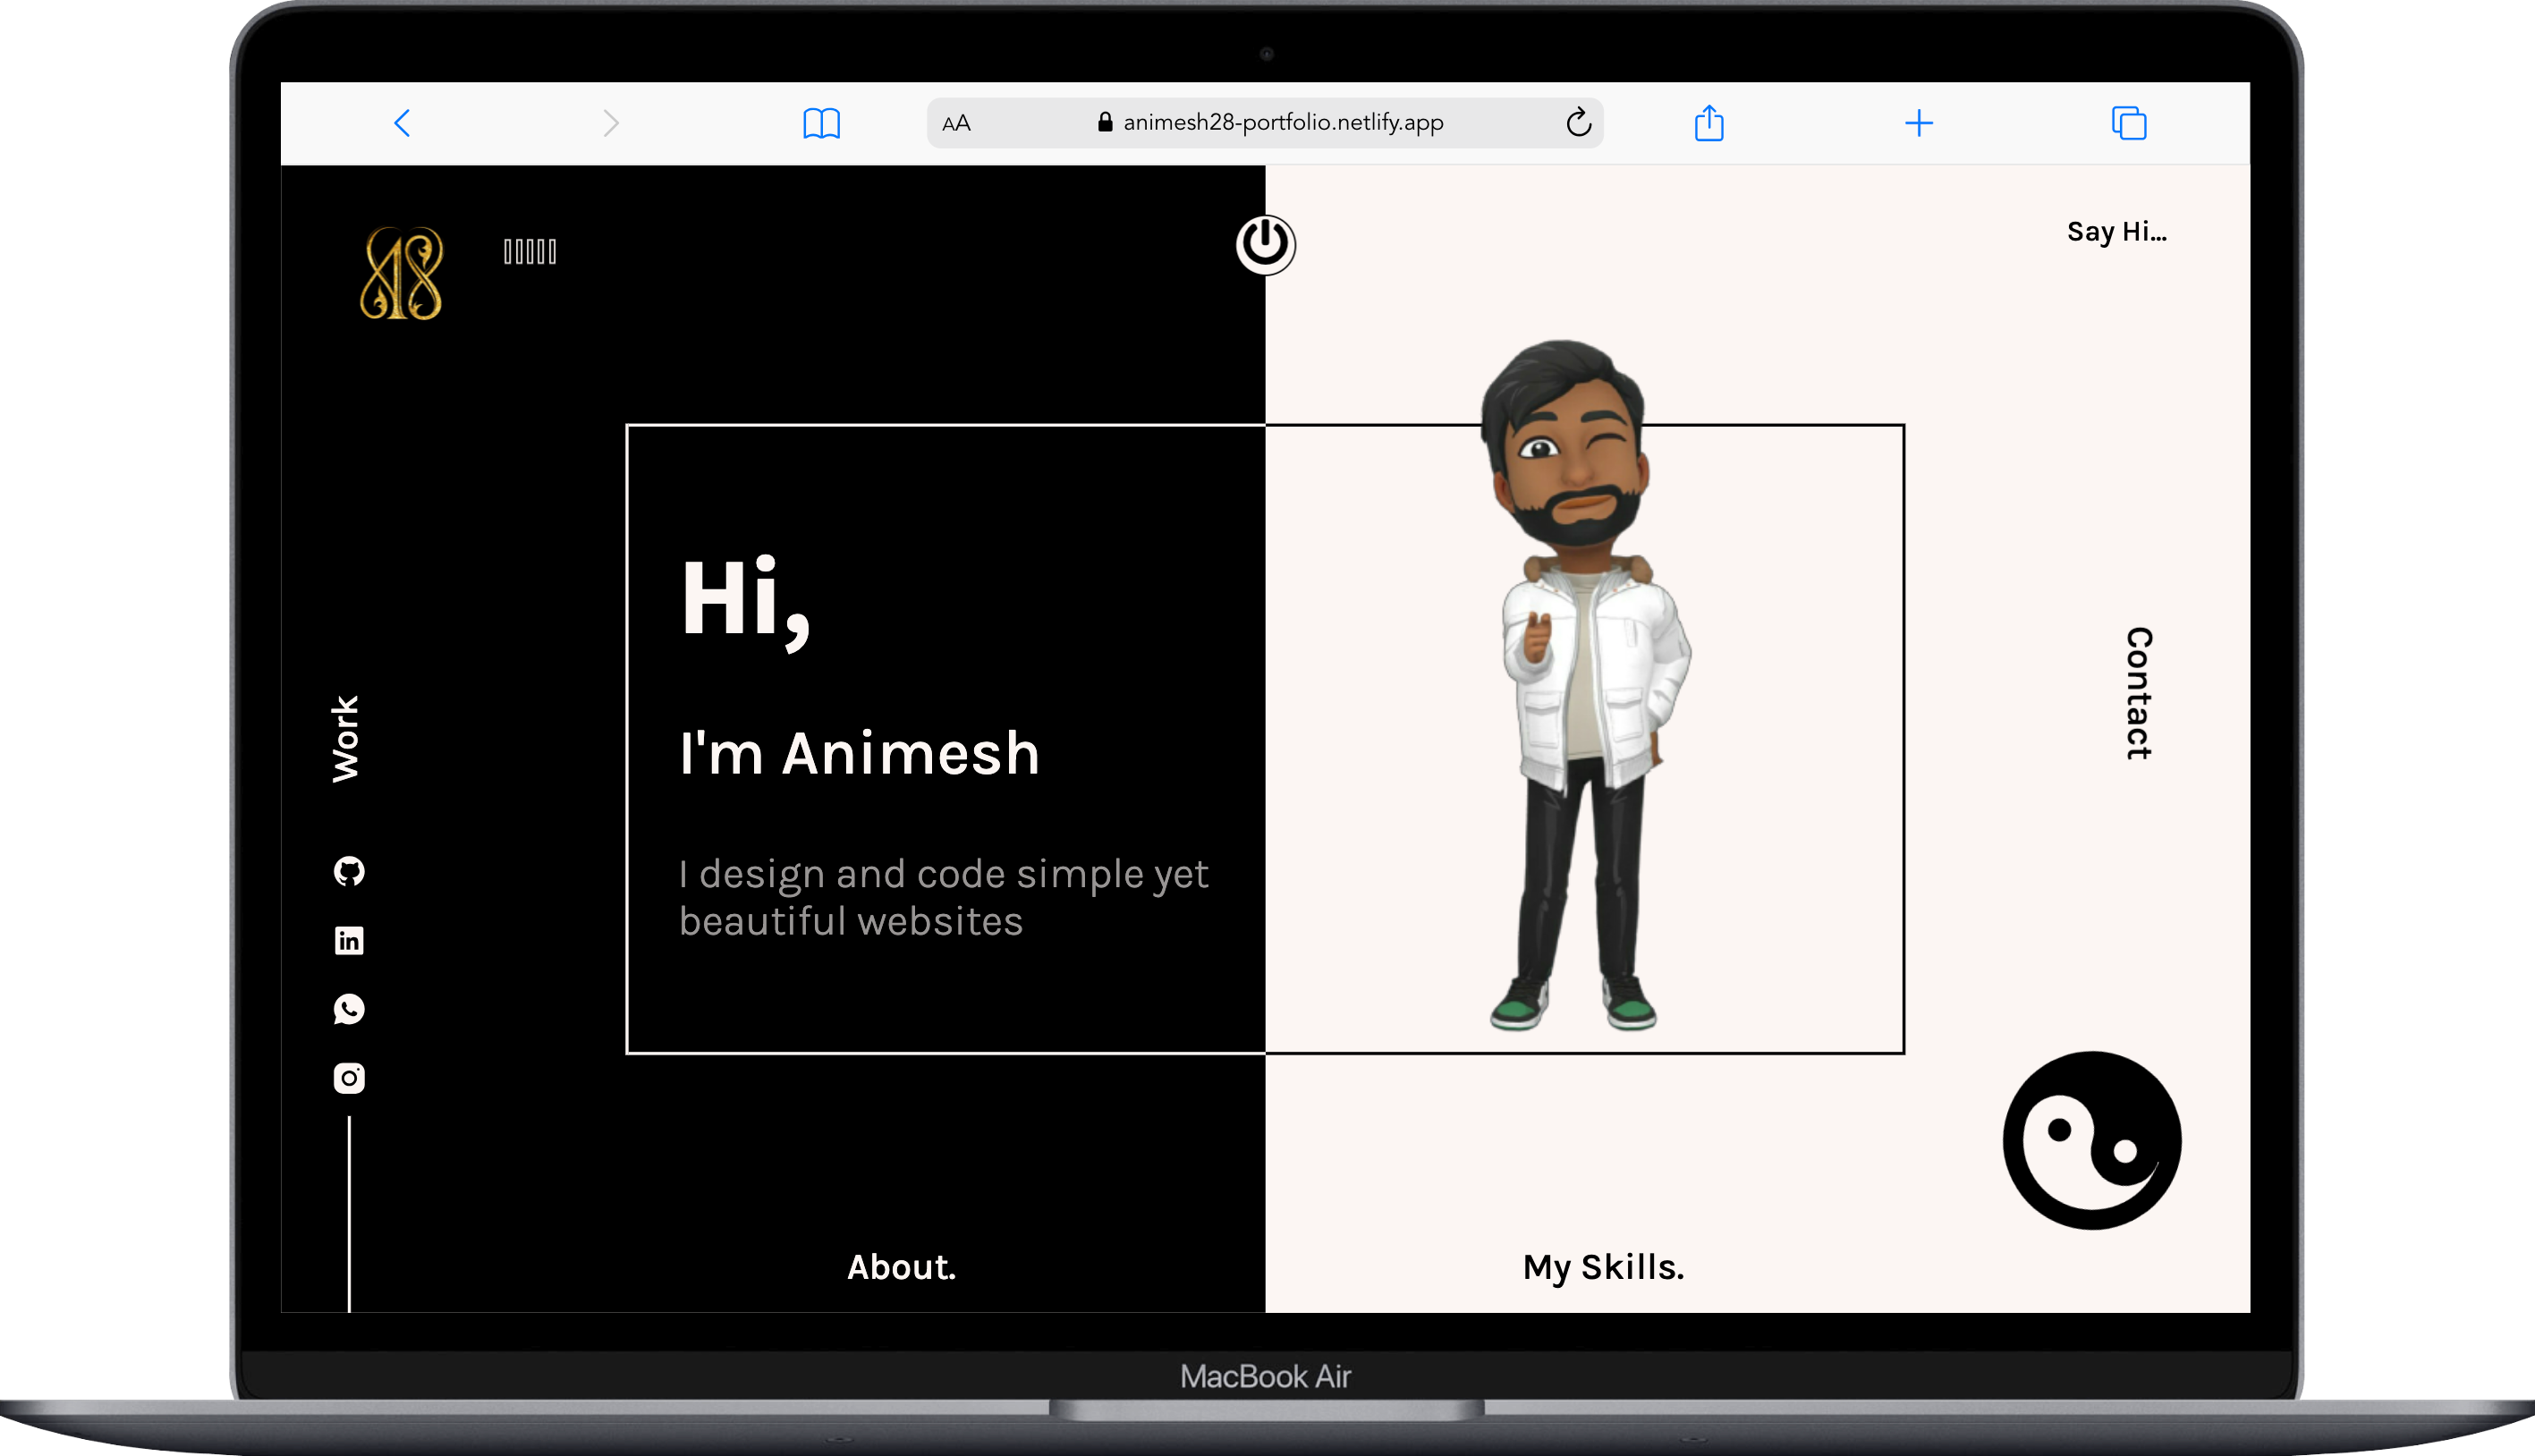 AA animesh28-portfolio.netlify.app
Say Hi...
Hi,
I'm Animesh
I design and code simple yet
beautiful websites
Work
Contact
in
About.
My Skills.
MacBook Air